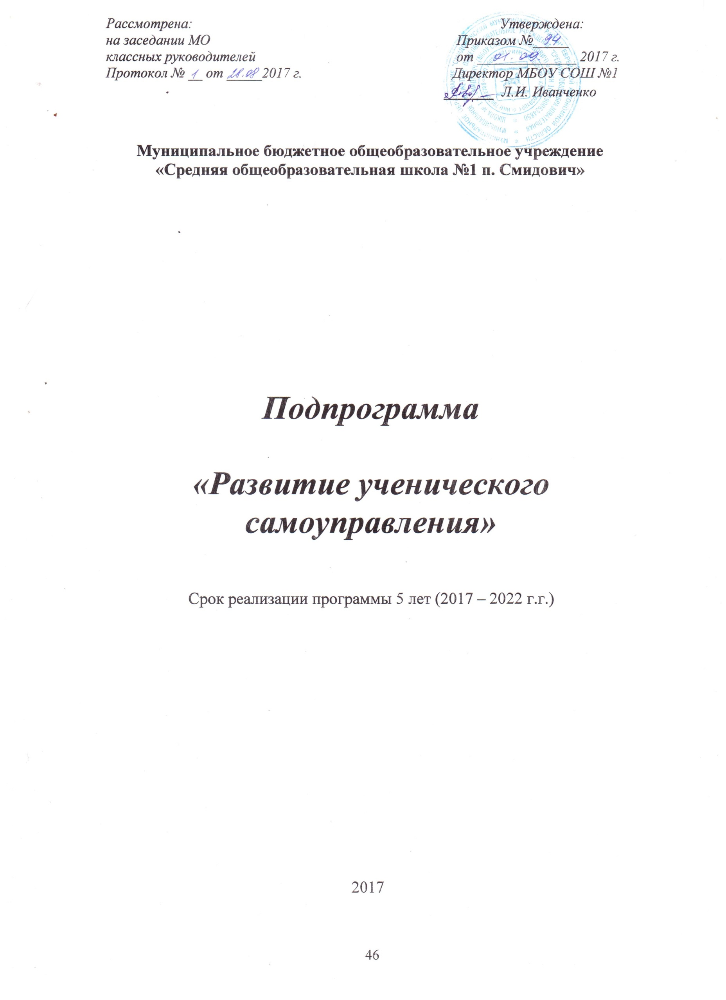 Рассмотрена:
на заседании МО
классных руководителей
Протокол № 1 от 28.08 2017 г.
Утверждена:
Приказом № 94
от 01.09. 2017 г.
Директор МБОУ СОШ №1
Л.И. Иванченко
Муниципальное бюджетное общеобразовательное учреждение
«Средняя общеобразовательная школа №1 п. Смидович»
Подпрограмма
«Развитие ученического
самоуправления»
Срок реализации программы 5 лет (2017 – 2022 г.г.)
2017
46